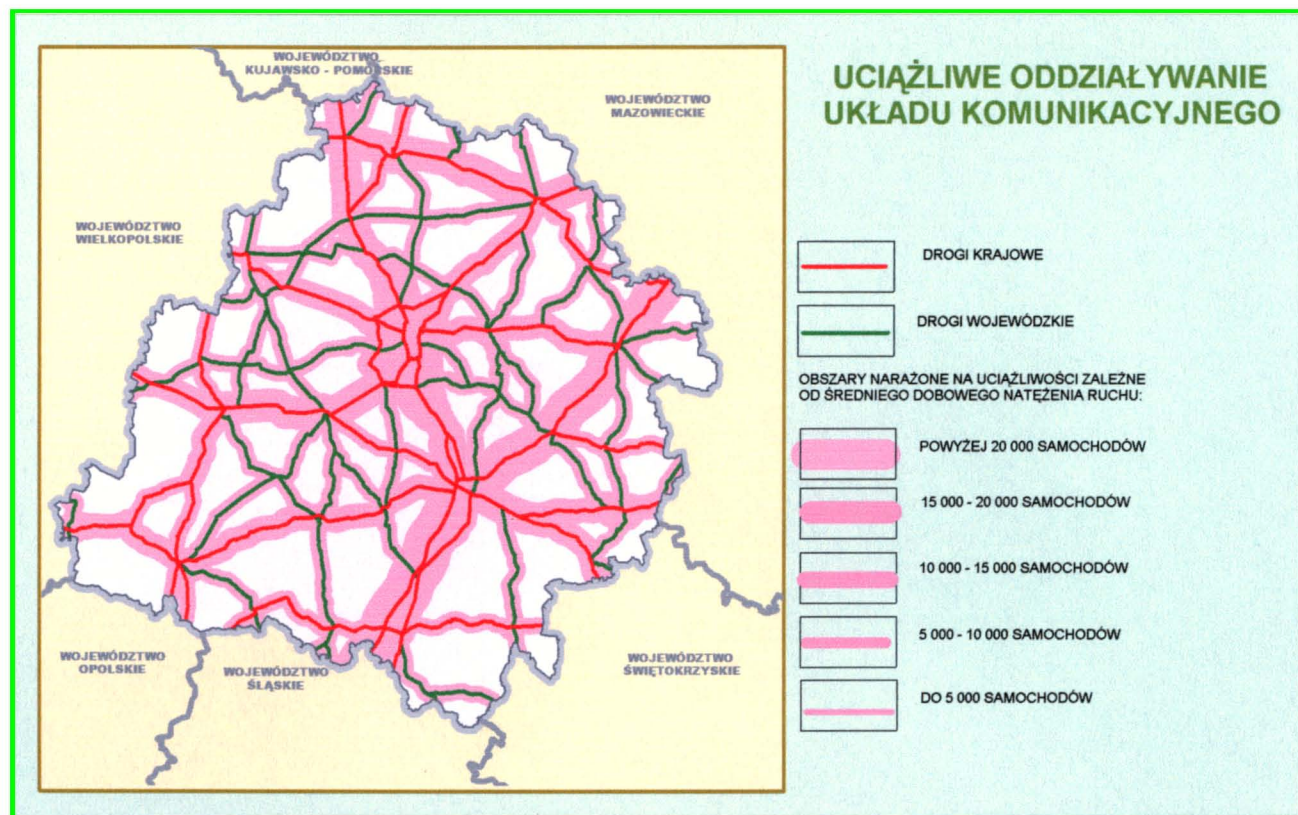 UCIĄŻLIWE ODDZIAŁYWANIE
UKŁADU KOMUNIKACYJNEGO
WOJEWÓDZTWO
KUJAWSKO - POMORSKIE
WOJEWÓDZTWO
MAZOWIECKIE
WOJEWÓDZTWO
WIELKOPOLSKIE
WOJEWÓDZTWO
OPOLSKIE
WOJEWÓDZTWO
ŚLĄSKIE
WOJEWÓDZTWO
ŚWIĘTOKRZYSKIE
DROGI KRAJOWE
DROGI WOJEWÓDZKIE
OBSZARY NARAŻONE NA UCIĄŻLIWOŚCI ZALEŻNE
OD ŚREDNIEGO DOBOWEGO NATĘŻENIA RUCHU:
POWYŻEJ 20 000 SAMOCHODÓW
15 000 - 20 000 SAMOCHODÓW
10 000 - 15 000 SAMOCHODÓW
5 000 - 10 000 SAMOCHODÓW
DO 5 000 SAMOCHODÓW